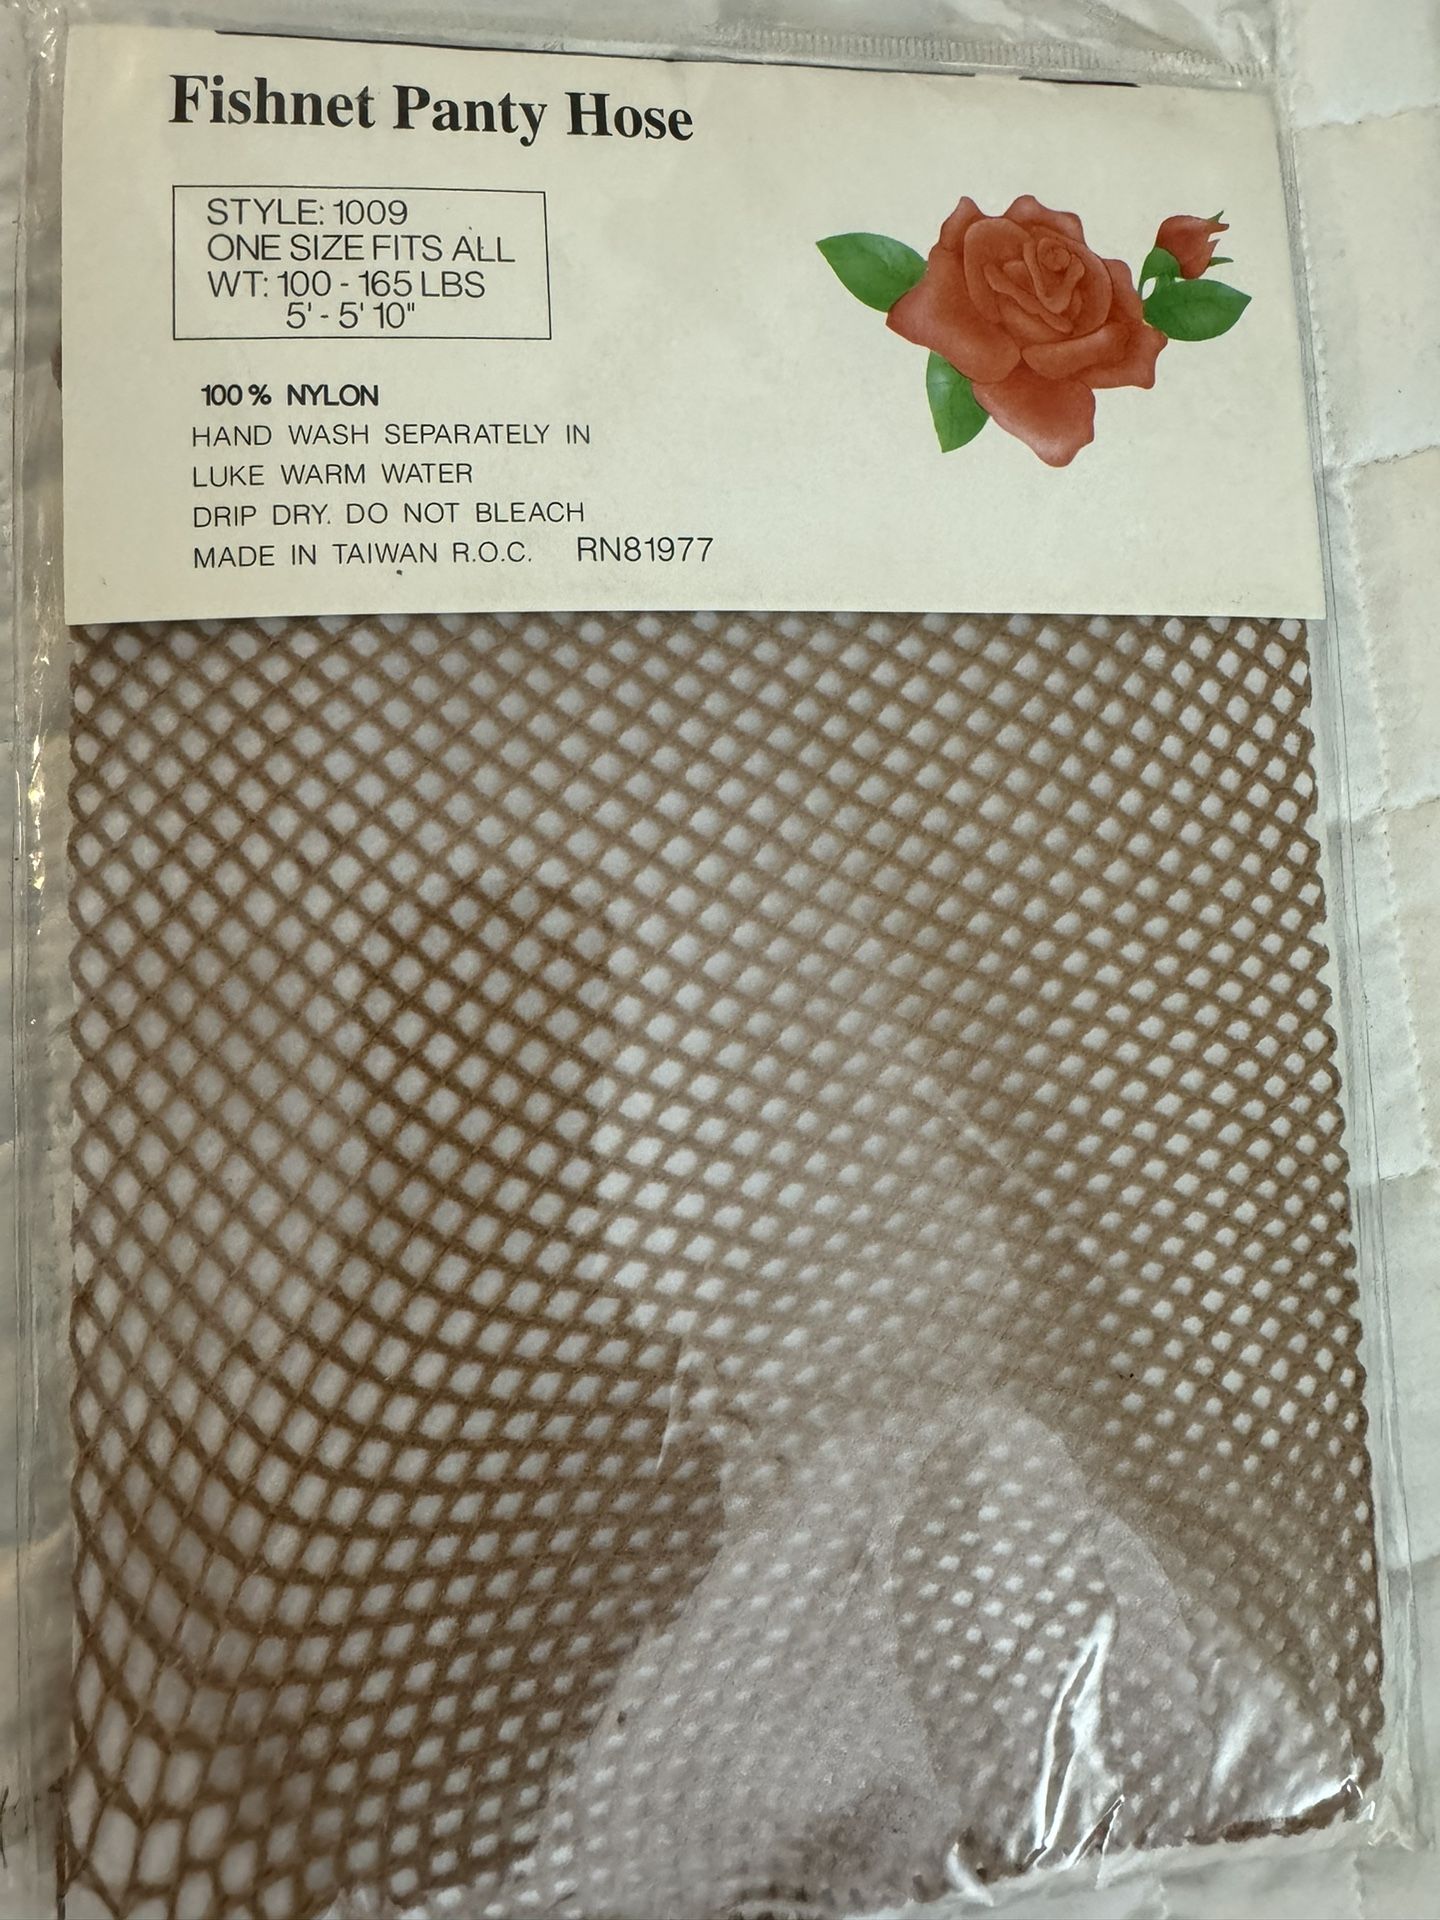 Fishnet Panty Hose
STYLE: 1009
ONE SIZE FITS ALL
WT: 100 - 165 LBS
5' - 5' 10"
100% NYLON
HAND WASH SEPARATELY IN
LUKE WARM WATER
DRIP DRY. DO NOT BLEACH
MADE IN TAIWAN R.O.C. RN81977